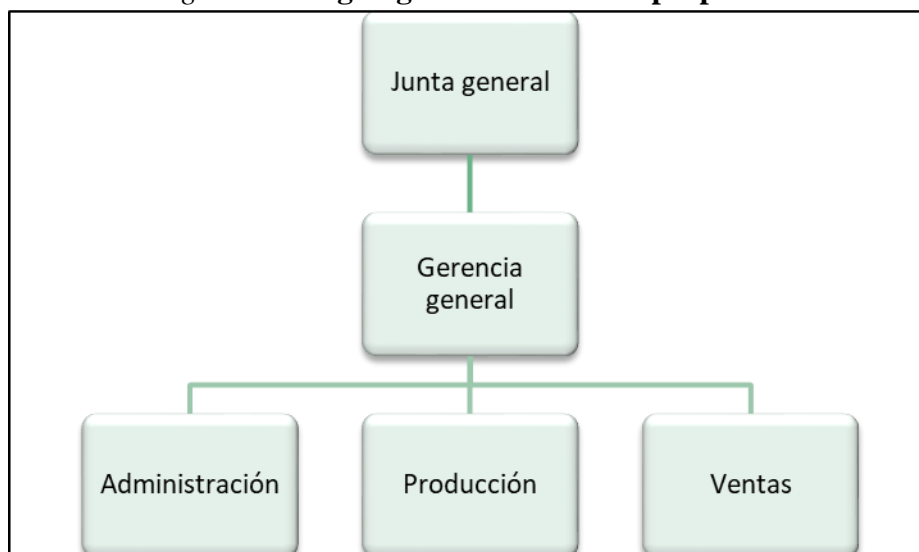 Junta general
Gerencia
general
Administración
Producción
Ventas